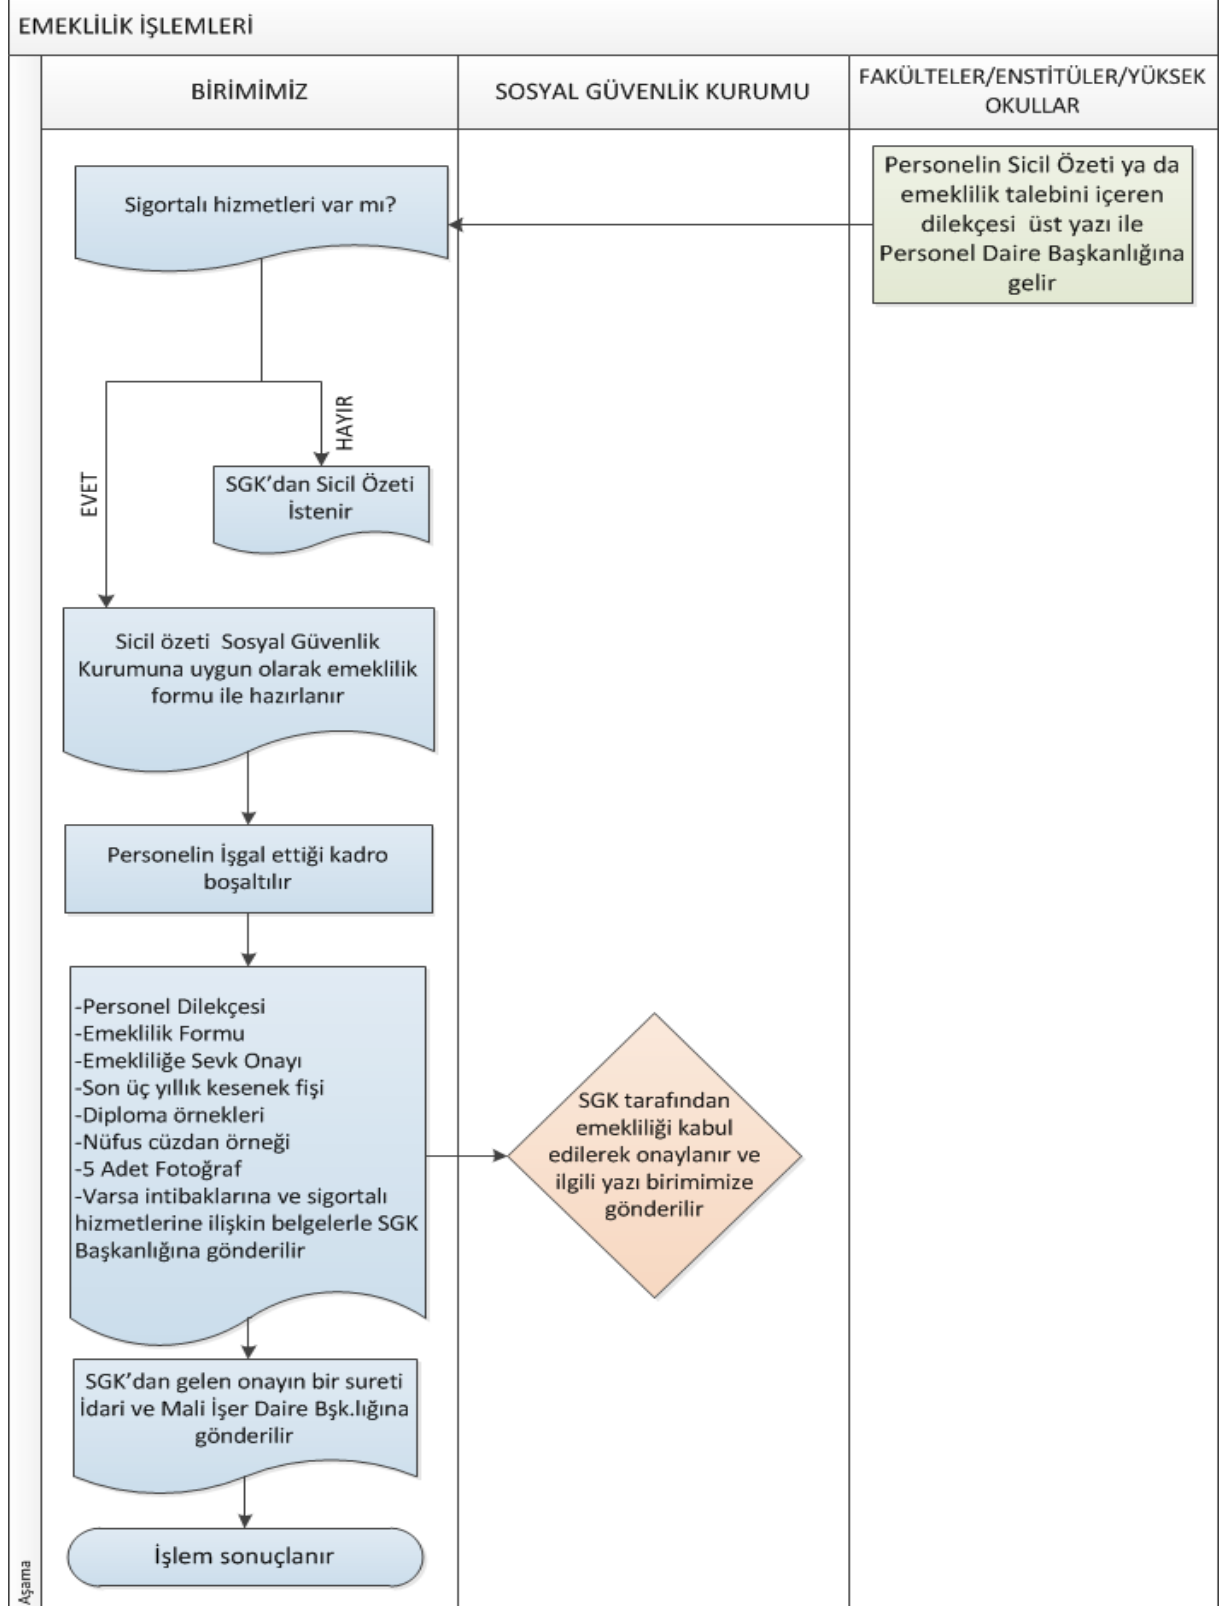 EMEKLİLİK İŞLEMLERİ
BİRİMİMİZ
SOSYAL GÜVENLİK KURUMU
FAKÜLTELER/ENSTİTÜLER/YÜKSEK
OKULLAR
Personelin Sicil Özeti ya da
emeklilik talebini içeren
dilekçesi üst yazı ile
Personel Daire Başkanlığına
gelir
Sigortalı hizmetleri var mı?
HAYIR
EVET
SGK'dan Sicil Özeti
İstenir
Sicil özeti Sosyal Güvenlik
Kurumuna uygun olarak emeklilik
formu ile hazırlanır
Personelin İşgal ettiği kadro
boşaltılır
-Personel Dilekçesi
-Emeklilik Formu
-Emekliliğe Sevk Onayı
-Son üç yıllık kesenek fişi
-Diploma örnekleri
-Nüfus cüzdan örneği
-5 Adet Fotoğraf
-Varsa intibaklarına ve sigortalı
hizmetlerine ilişkin belgelerle SGK
Başkanlığına gönderilir
SGK tarafından
emekliliği kabul
edilerek onaylanır ve
ilgili yazı birimimize
gönderilir
SGK'dan gelen onayın bir sureti
İdari ve Mali İşer Daire Bşk.lığına
gönderilir
İşlem sonuçlanır
Aşama